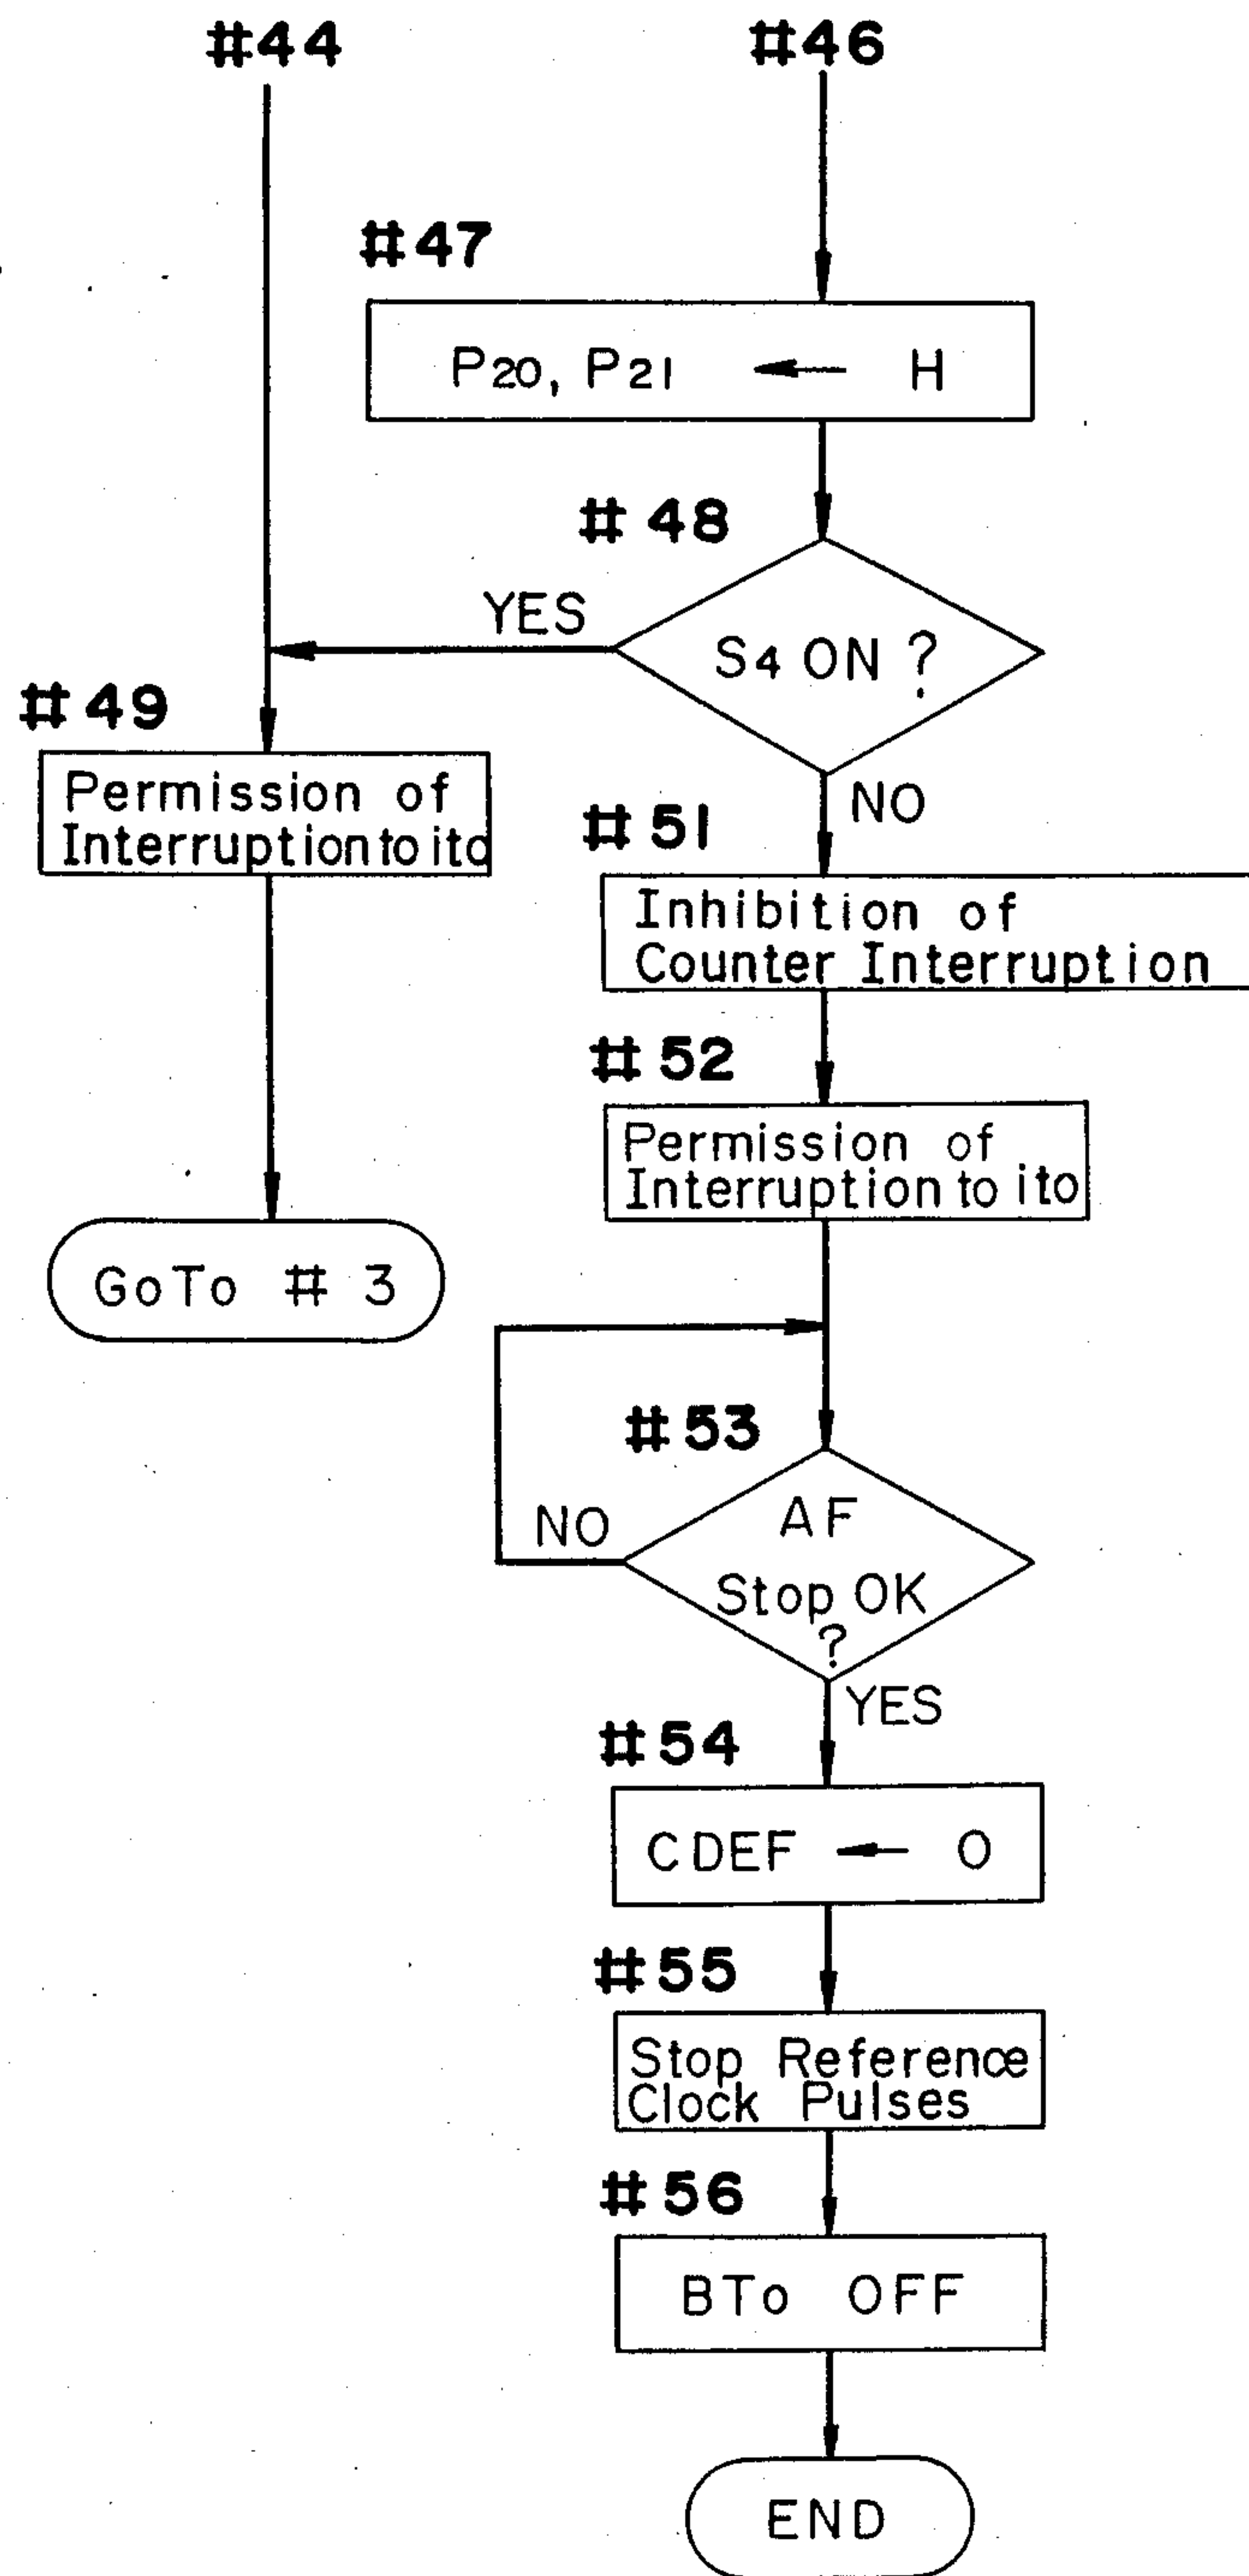 #44
#46
#47
P20, P21 ← H
#48
YES
S4 ON ?
#49
Permission of
Interruption to ito
NO
#51
Inhibition of
Counter Interruption
#52
Permission of
Interruption to ito
GoTo # 3
#53
NO
AF
Stop OK
?
YES
#54
CDEF ← O
#55
Stop Reference
Clock Pulses
#56
BTo OFF
END